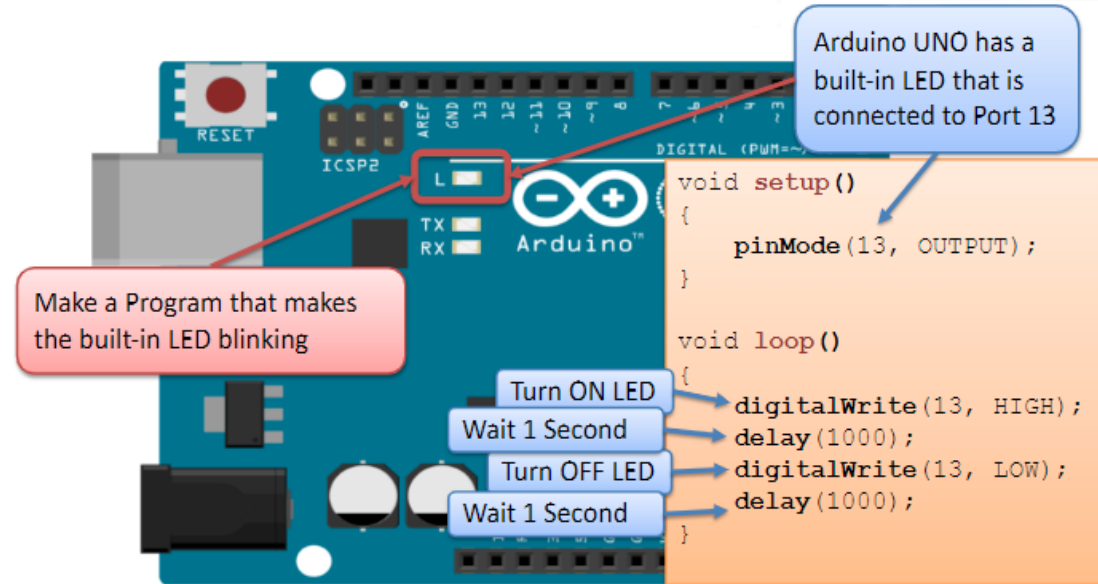 Arduino UNO has a
built-in LED that is
connected to Port 13
RESET
ICSP2
AREF
GND
13
12
~11
~10
~9
8
7
~6
4
~3
DIGITAL (PWM=~)
L
TX
RX
Arduino™
Make a Program that makes
the built-in LED blinking
void setup()
{
pinMode(13, OUTPUT);
}
void loop()
{
Turn ON LED
digitalWrite(13, HIGH);
Wait 1 Second
delay(1000);
Turn OFF LED
digitalWrite(13, LOW);
Wait 1 Second
delay(1000);
}